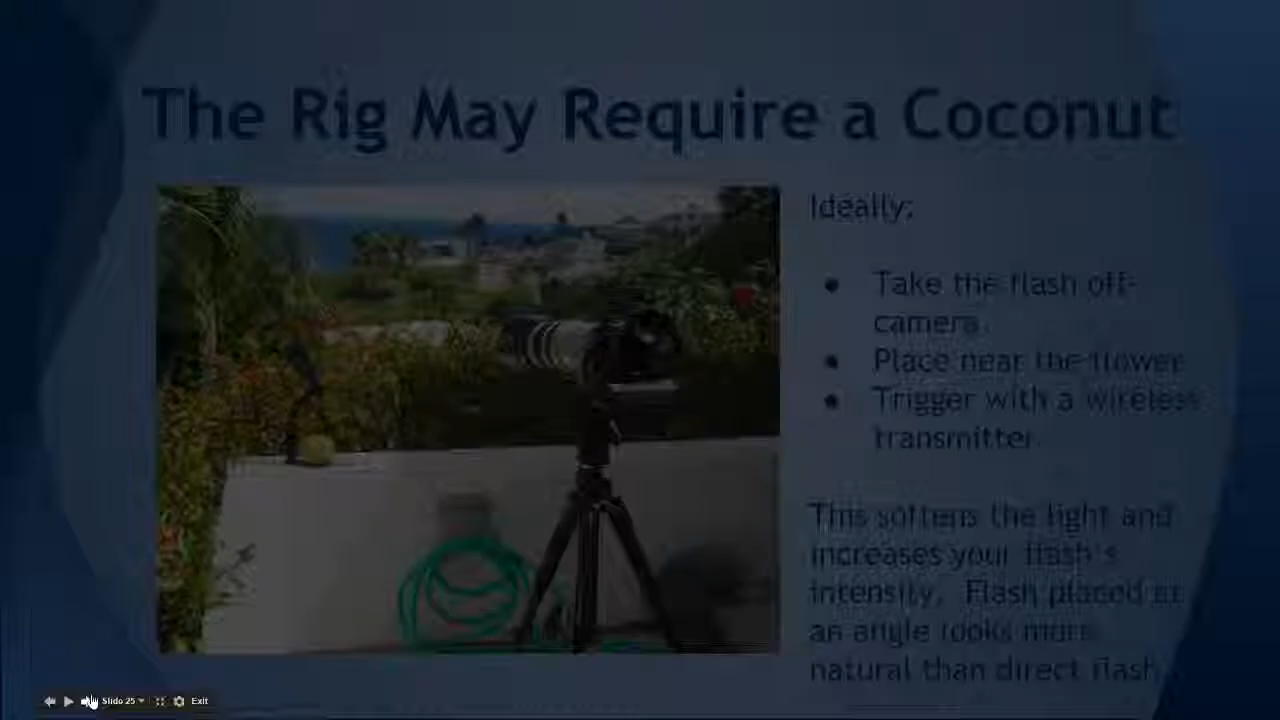 The Rig May Require a Coconut
Ideally:
Take the flash off-
camera
Place near the flower
Trigger with a wireless
transmitter
This softens the light and
increases your flash's
intensity. Flash placed at
an angle looks more
natural than direct flash.
Slide 25
Exit